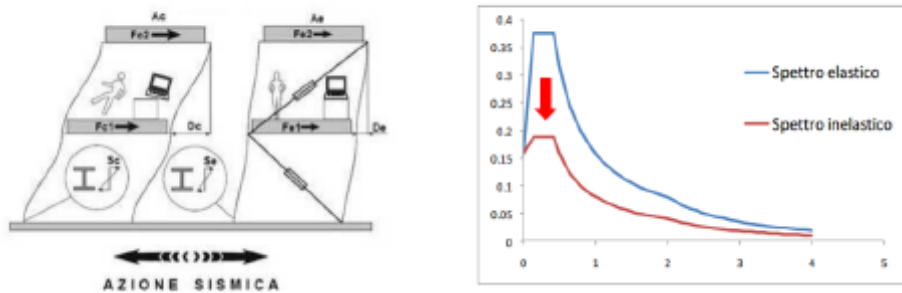 Ac
Ae
Fc2
Fe2
Fc1
Dc
Fe1
De
Sc
Se
AZIONE SISMICA
0.4
0.35
0.3
0.25
0.2
0.15
0.1
0.05
0
0
1
2
3
4
5
Spettro elastico
Spettro inelastico